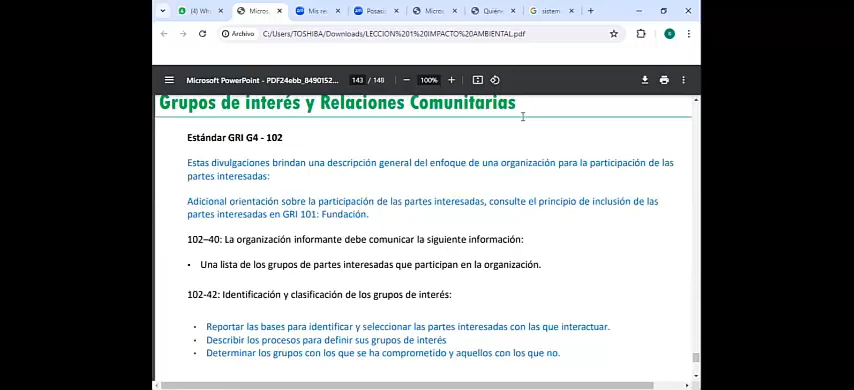 (4) Wh
Micros
Mis re
Posas
Micros
Quién
sistem
Archivo
C:/Users/TOSHIBA/Downloads/LECCION%201%20IMPACTO%20AMBIENTAL.pdf
Microsoft PowerPoint - PDF24ebb_8490152...
143 / 148
100%
Grupos de interés y Relaciones Comunitarias
Estándar GRI G4 - 102
Estas divulgaciones brindan una descripción general del enfoque de una organización para la participación de las
partes interesadas:
Adicional orientación sobre la participación de las partes interesadas, consulte el principio de inclusión de las
partes interesadas en GRI 101: Fundación.
102–40: La organización informante debe comunicar la siguiente información:
• Una lista de los grupos de partes interesadas que participan en la organización.
102-42: Identificación y clasificación de los grupos de interés:
• Reportar las bases para identificar y seleccionar las partes interesadas con las que interactuar.
• Describir los procesos para definir sus grupos de interés
• Determinar los grupos con los que se ha comprometido y aquellos con los que no.